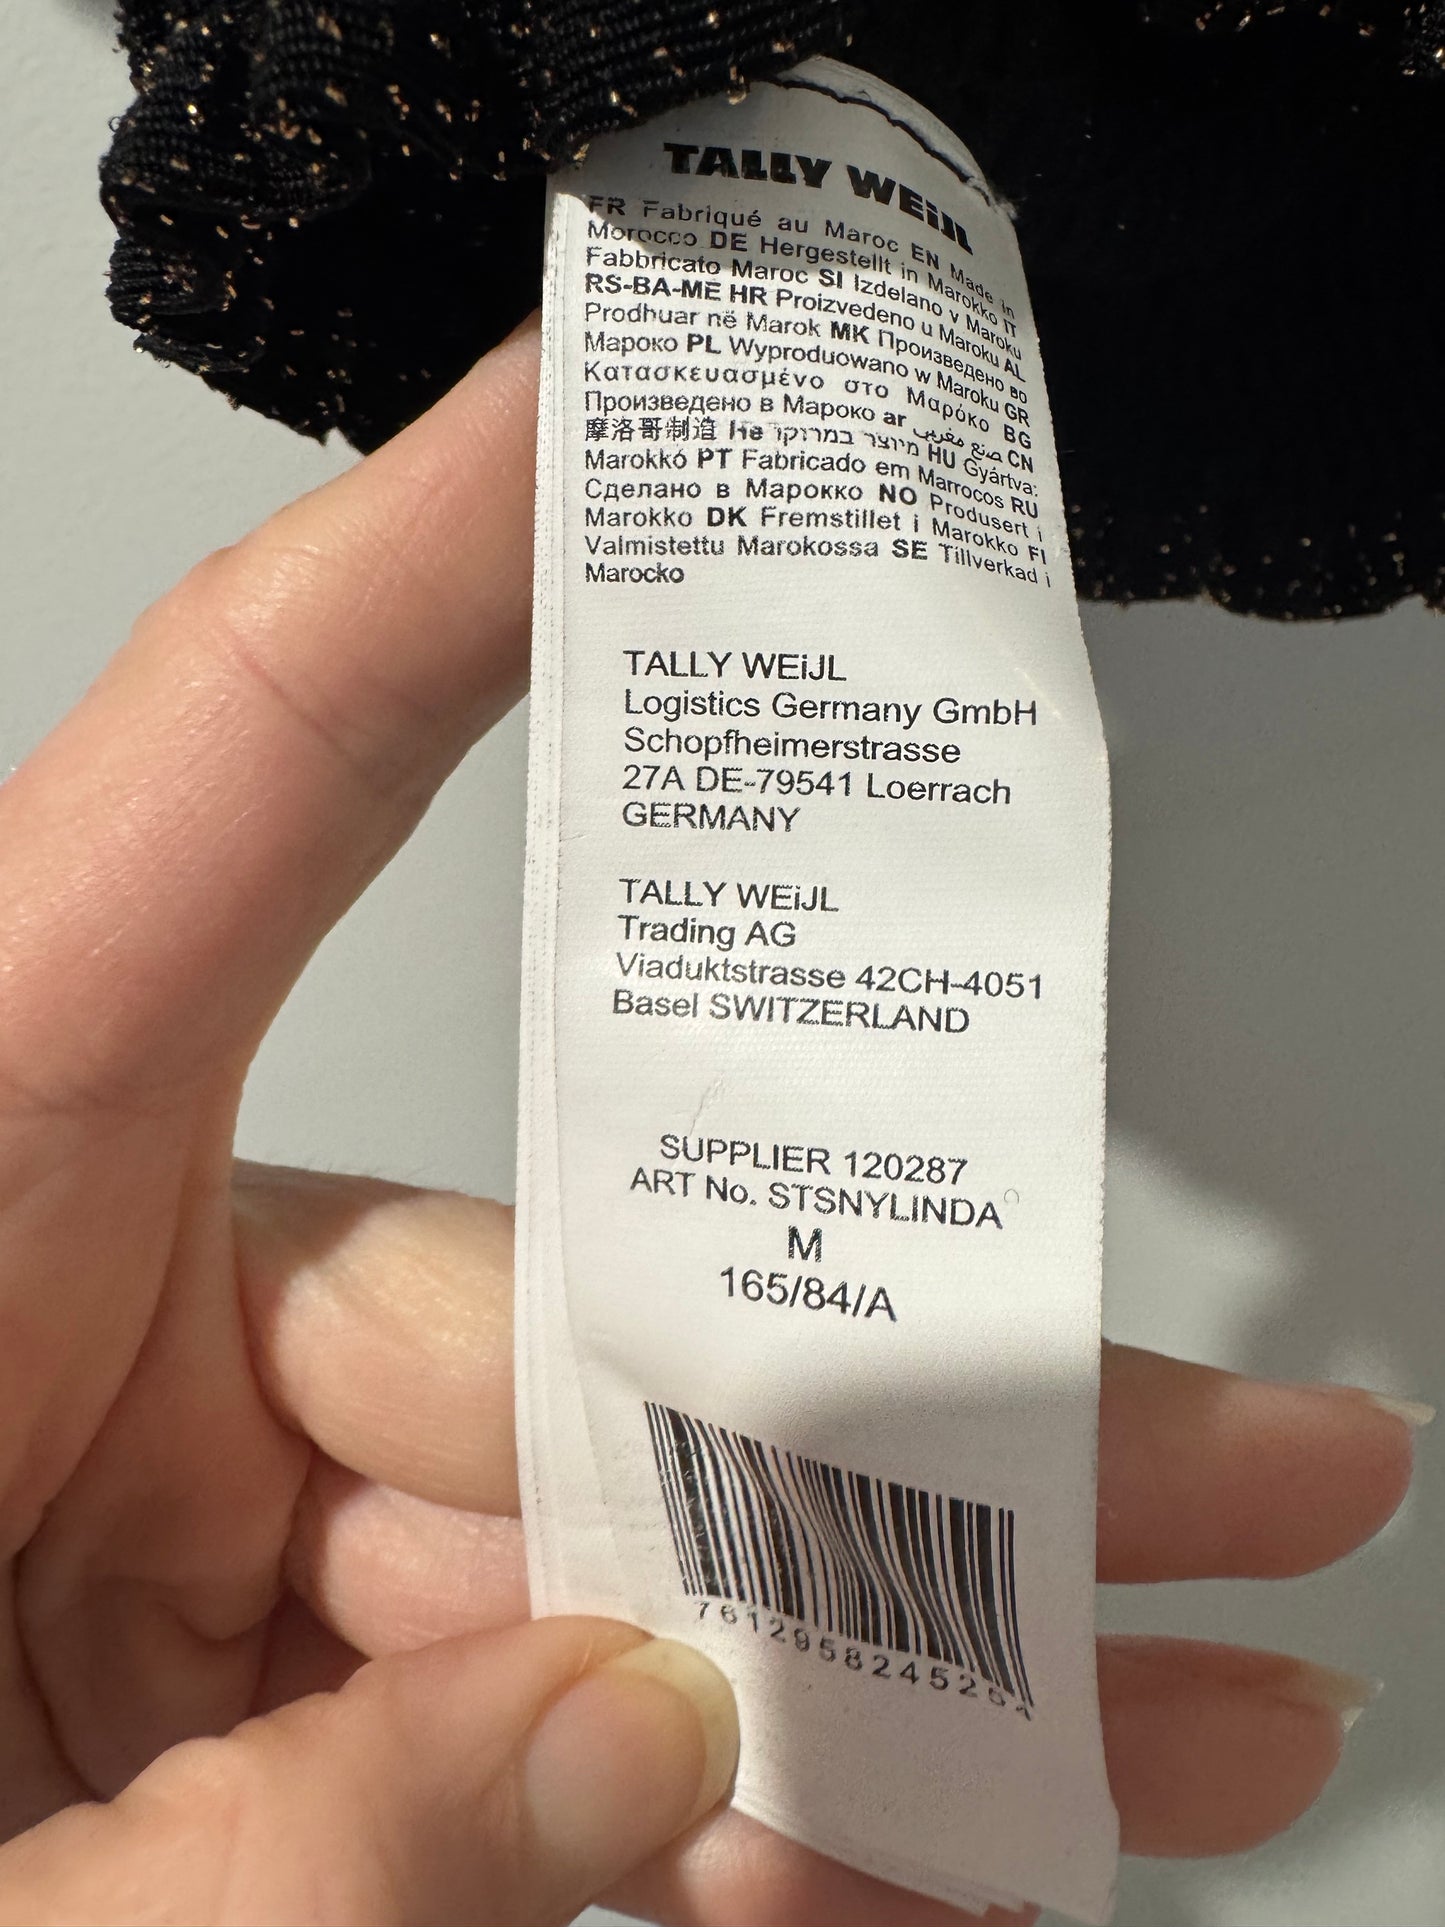 TALLY WEiJL
FR Fabriqué au Maroc EN Made in
Morocco DE Hergestellt in Marokko IT
Fabbricato Maroc SI Izdelano v Maroku
RS-BA-ME HR Proizvedeno u Maroku AL
Prodhuar në Marok MK Произведено во
Мароко PL Wyproduowano w Maroku GR
Κατασκευασμένο στο Μαρόκο BG
Произведено в Мароко ar صنع مغربي CN
摩洛哥制造 He מיוצר במרוקו HU Gyártva:
Marokkó PT Fabricado em Marrocos RU
Сделано в Марокко NO Produsert i
Marokko DK Fremstillet i Marokko FI
Valmistettu Marokossa SE Tillverkad i
Marocko
TALLY WEiJL
Logistics Germany GmbH
Schopfheimerstrasse
27A DE-79541 Loerrach
GERMANY
TALLY WEiJL
Trading AG
Viaduktstrasse 42CH-4051
Basel SWITZERLAND
SUPPLIER 120287
ART No. STSNYLINDA
M
165/84/A